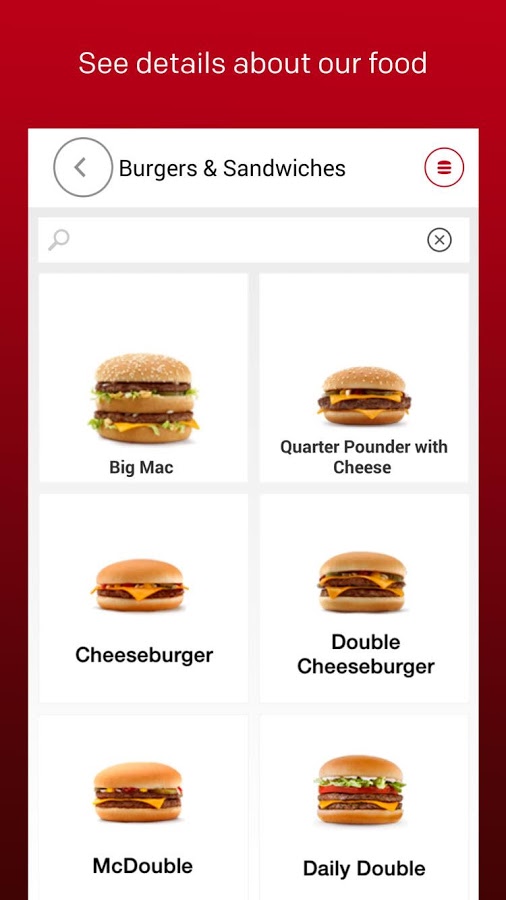 See details about our food
Burgers & Sandwiches
Big Mac
Quarter Pounder with
Cheese
Cheeseburger
Double
Cheeseburger
McDouble
Daily Double